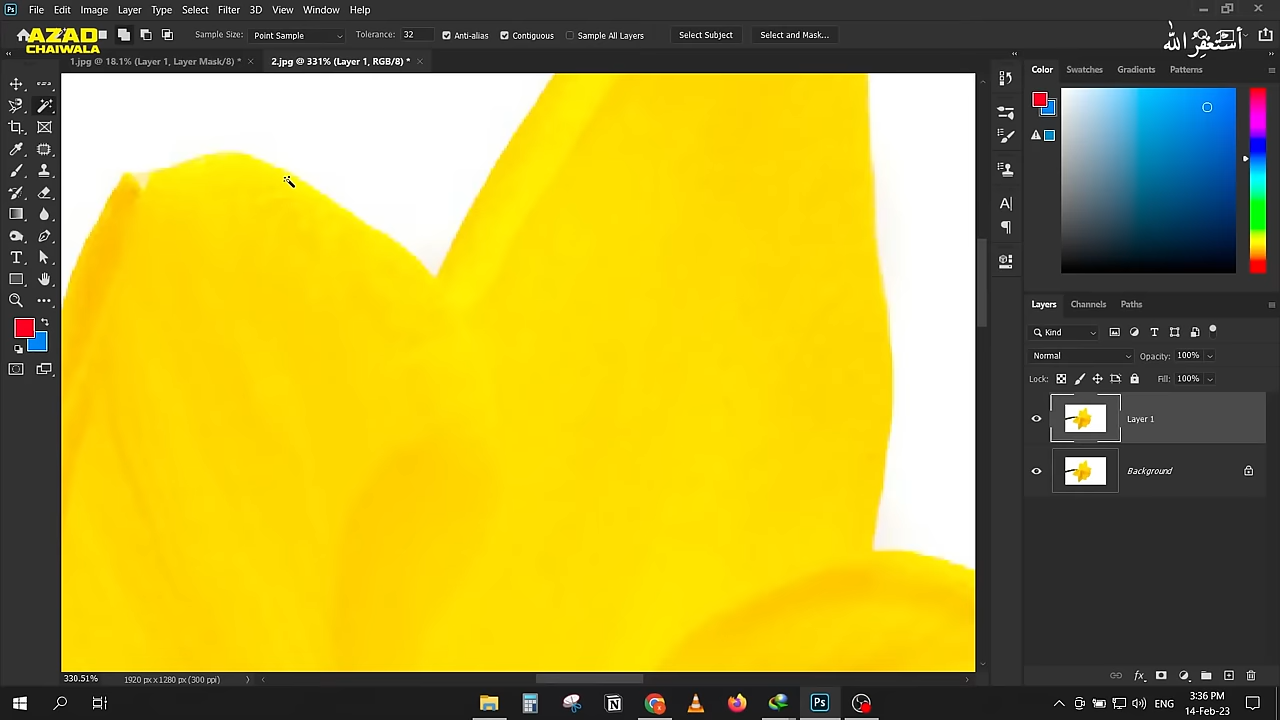 Ps File Edit Image Layer Type Select Filter 3D View Window Help
AZAD
CHAIWALA
Sample Size: Point Sample Tolerance: 32 Anti-alias Contiguous Sample All Layers Select Subject Select and Mask...
أستغفر الله
1.jpg @ 18.1% (Layer 1, Layer Mask/8) * × 2.jpg @ 331% (Layer 1, RGB/8) * ×
Color Swatches Gradients Patterns
Layers Channels Paths
Kind
Normal Opacity: 100%
Lock: Fill: 100%
Layer 1
Background
330.51% 1920 px x 1280 px (300 ppi)
Ps ENG 3:36 PM
14-Feb-23